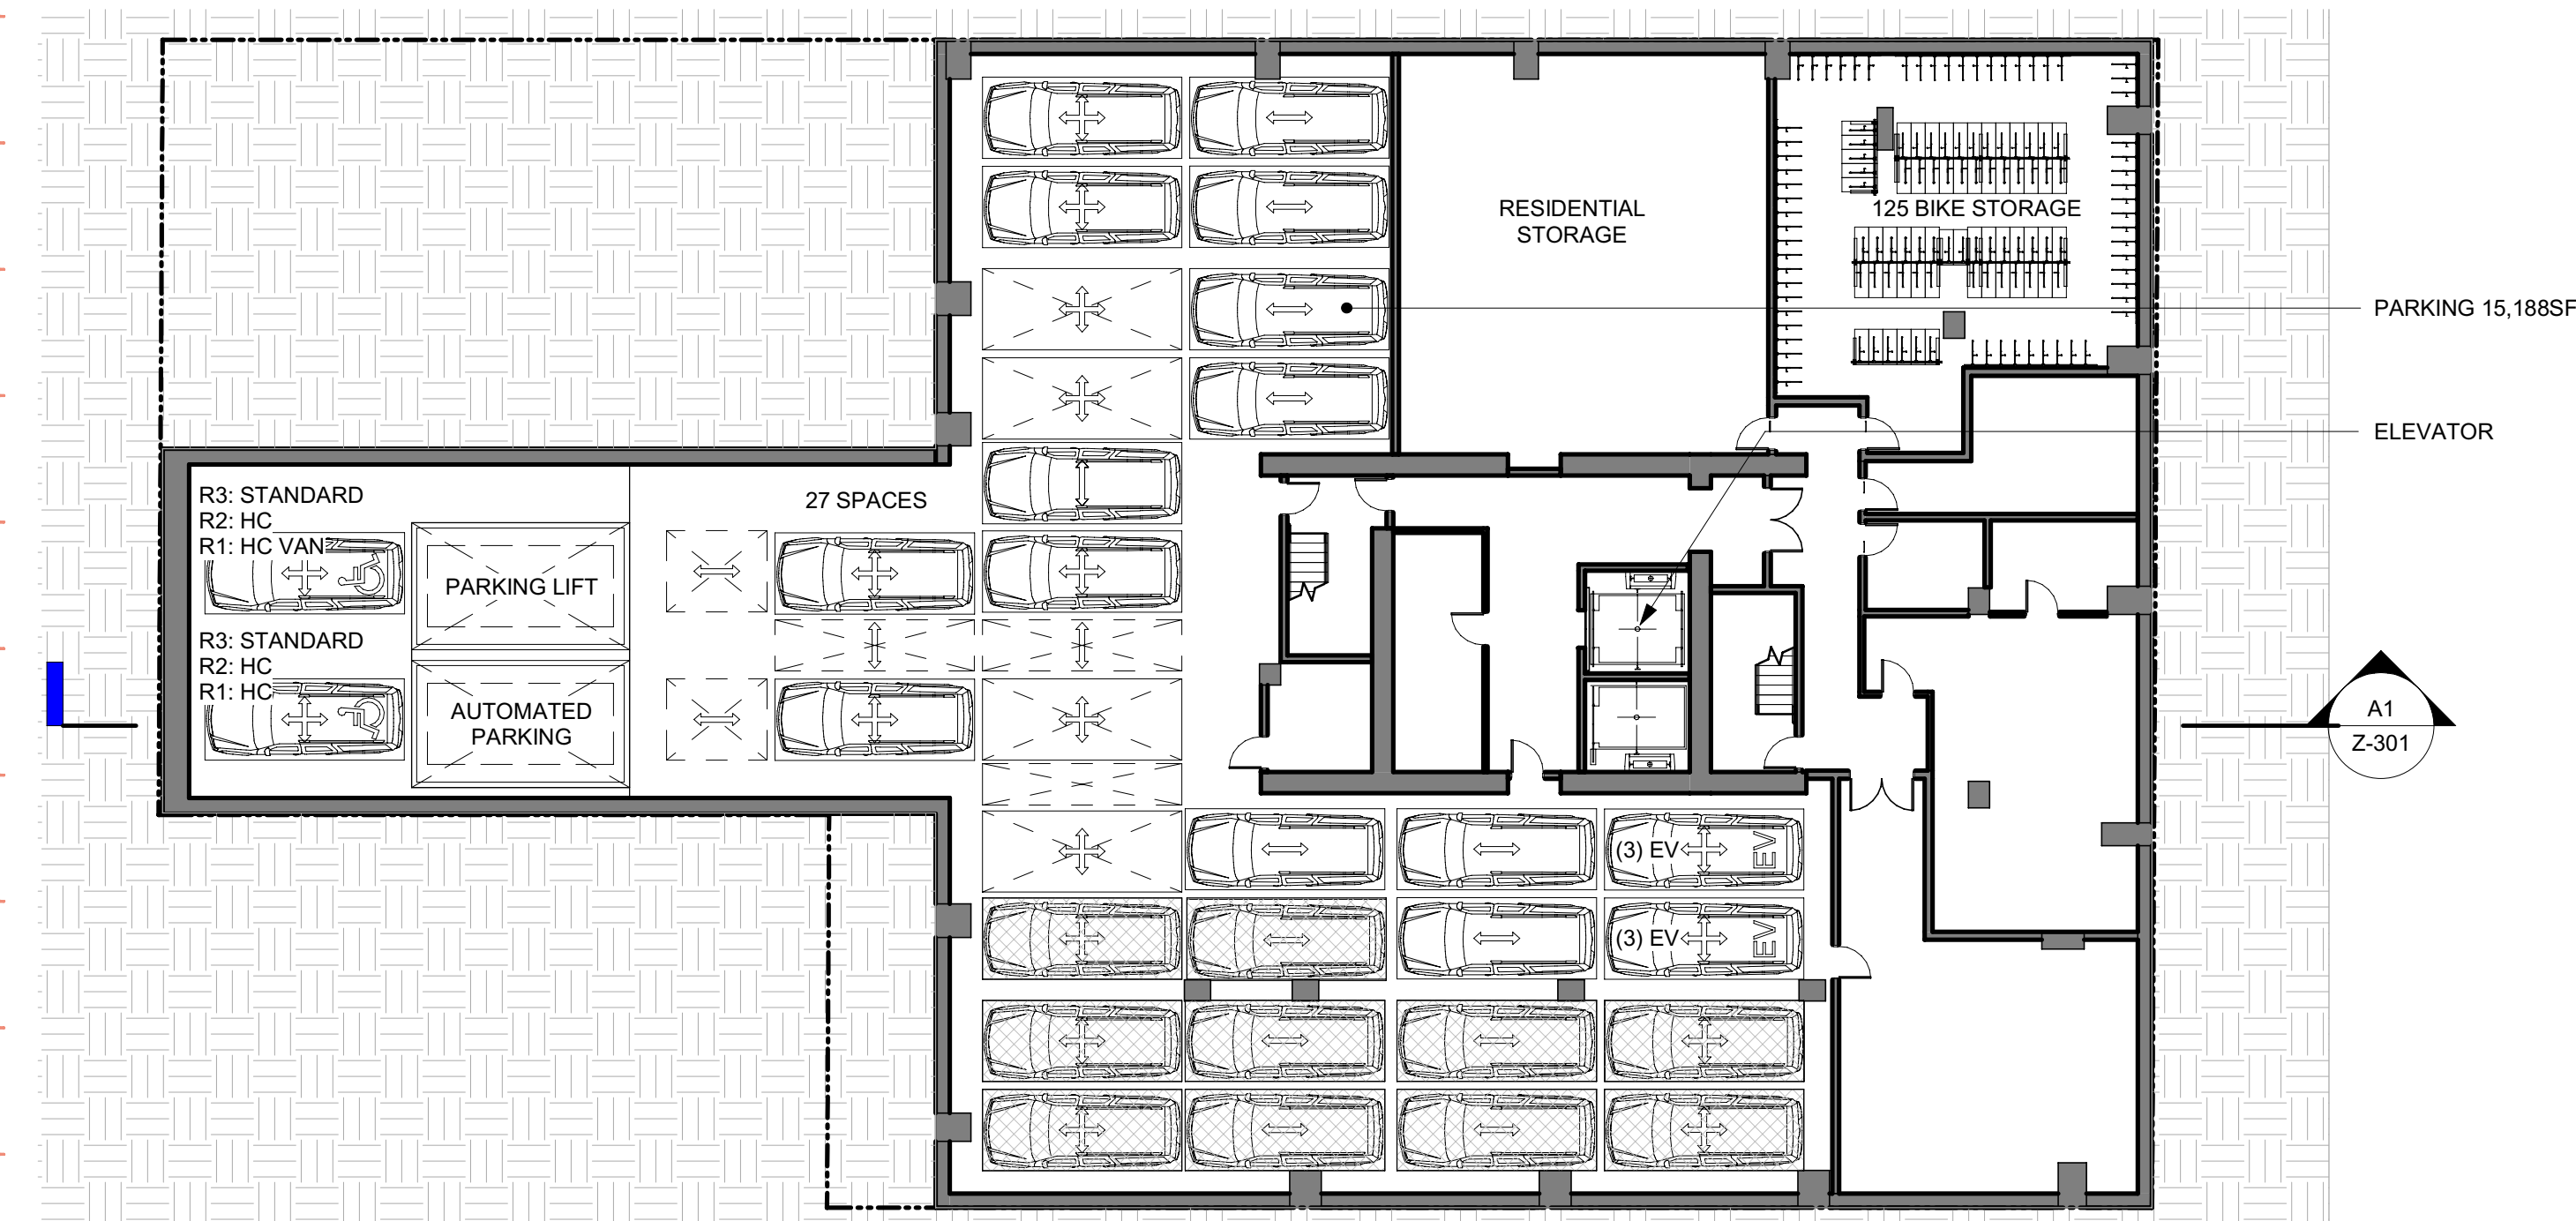 RESIDENTIAL
STORAGE
125 BIKE STORAGE
PARKING 15,188SF
ELEVATOR
R3: STANDARD
R2: HC
R1: HC VAN
27 SPACES
PARKING LIFT
R3: STANDARD
R2: HC
R1: HC
AUTOMATED
PARKING
A1
Z-301
(3) EV
EV
(3) EV
EV